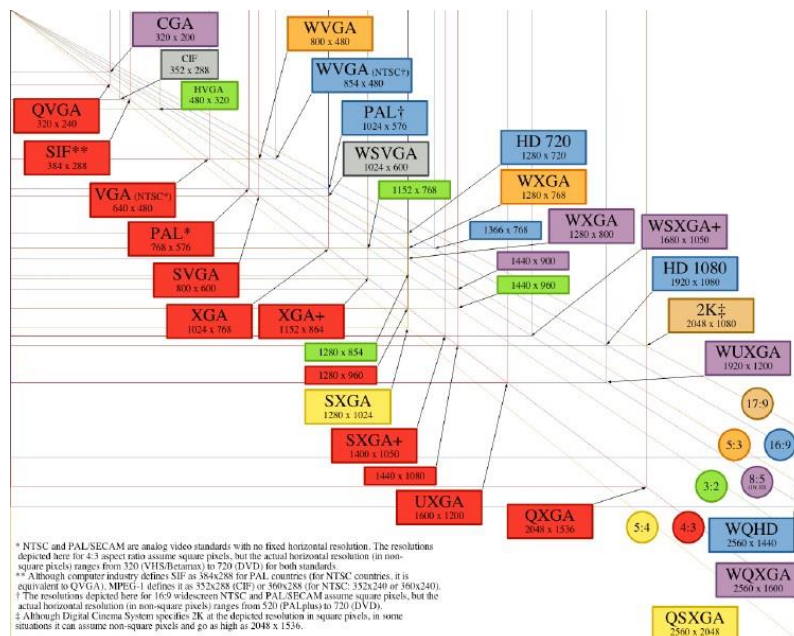 CGA
320 x 200
CIF
352 x 288
HVGA
480 x 320
QVGA
320 x 240
SIF**
384 x 288
VGA (NTSC*)
640 x 480
PAL*
768 x 576
SVGA
800 x 600
XGA
1024 x 768
XGA+
1152 x 864
WVGA
800 x 480
WVGA (NTSC†)
854 x 480
PAL†
1024 x 576
WSVGA
1024 x 600
1152 x 768
HD 720
1280 x 720
WXGA
1280 x 768
1366 x 768
WXGA
1280 x 800
WSXGA+
1680 x 1050
1440 x 900
1440 x 960
HD 1080
1920 x 1080
2K‡
2048 x 1080
WUXGA
1920 x 1200
1280 x 854
1280 x 960
SXGA
1280 x 1024
SXGA+
1400 x 1050
1440 x 1080
UXGA
1600 x 1200
QXGA
2048 x 1536
17:9
5:3
16:9
3:2
8:5
5:4
4:3
WQHD
2560 x 1440
WQXGA
2560 x 1600
QSXGA
2560 x 2048
* NTSC and PAL/SECAM are analog video standards with no fixed horizontal resolution. The resolutions
depicted here for 4:3 aspect ratio assume square pixels, but the actual horizontal resolution (in non-
square pixels) ranges from 320 (VHS/Betamax) to 720 (DVD) for both standards.
** Although computer industry defines SIF as 384x288 for PAL countries (for NTSC countries, it is
equivalent to QVGA), MPEG-1 defines it as 352x288 (CIF) or 360x288 (for NTSC: 352x240 or 360x240).
† The resolutions depicted here for 16:9 widescreen NTSC and PAL/SECAM assume square pixels, but the
actual horizontal resolution (in non-square pixels) ranges from 520 (PALplus) to 720 (DVD).
‡ Although Digital Cinema System specifies 2K at the depicted resolution in square pixels, in some
situations it can assume non-square pixels and go as high as 2048 x 1536.